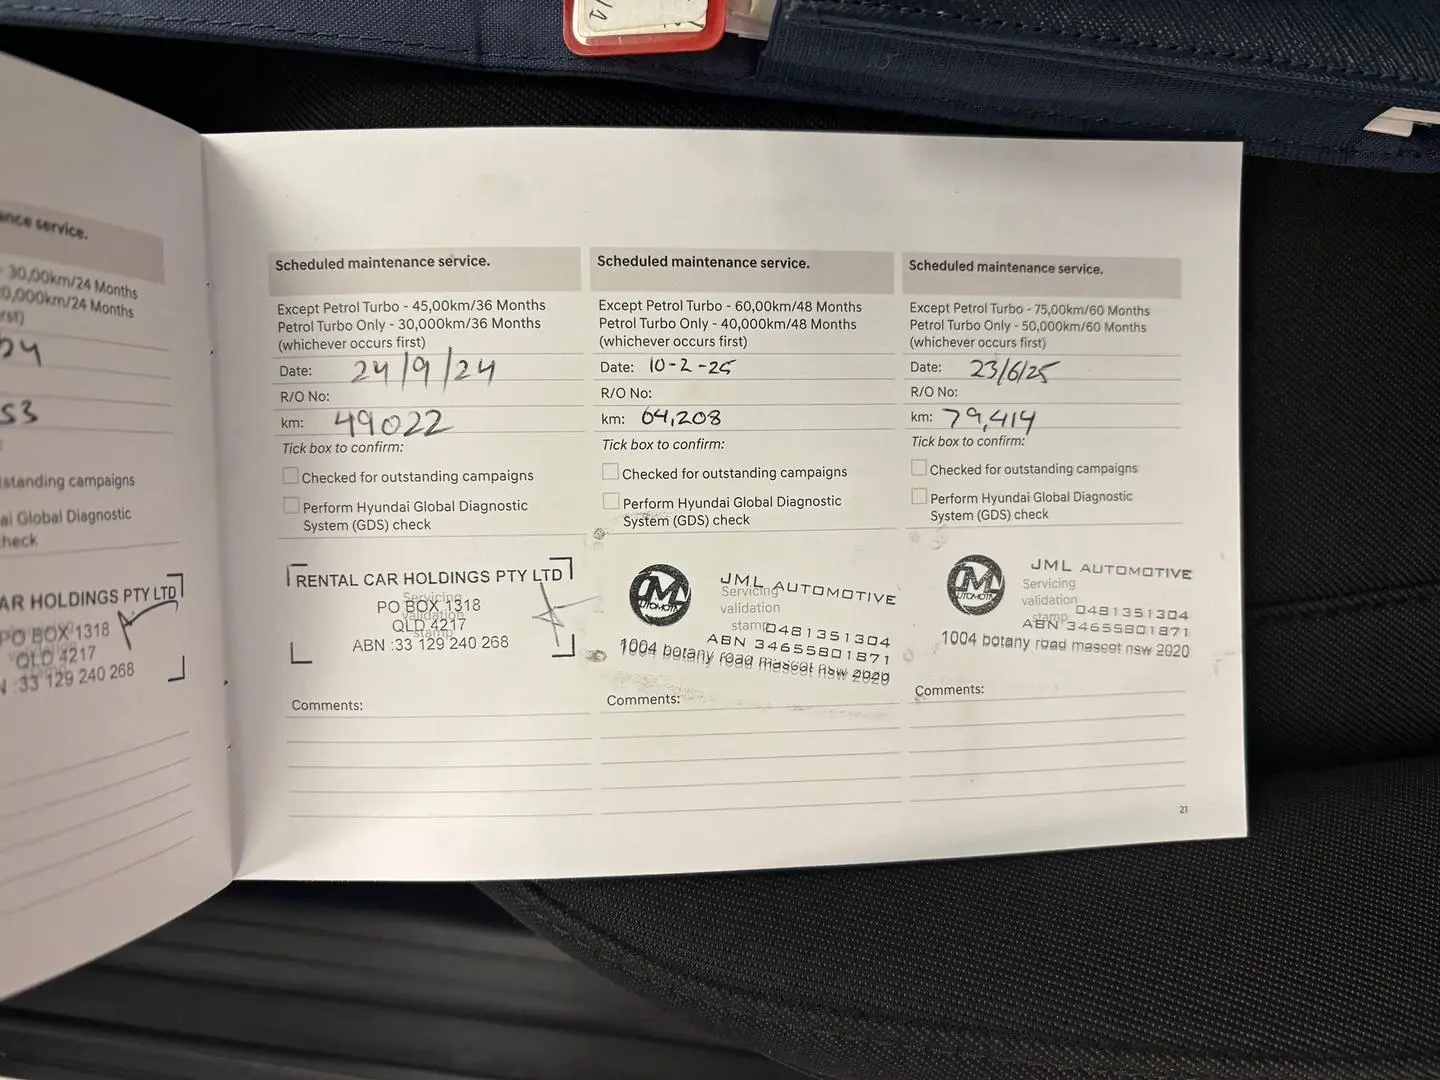 ance service.
30,00km/24 Months
0,000km/24 Months
rst)
24
53
standing campaigns
ai Global Diagnostic
heck
AR HOLDINGS PTY LTD
PO BOX 1318
QLD 4217
:33 129 240 268
Scheduled maintenance service.
Except Petrol Turbo - 45,00km/36 Months
Petrol Turbo Only - 30,000km/36 Months
(whichever occurs first)
Date: 24/9/24
R/O No:
km: 49022
Tick box to confirm:
Checked for outstanding campaigns
Perform Hyundai Global Diagnostic
System (GDS) check
RENTAL CAR HOLDINGS PTY LTD
Servicing
PO BOX 1318
validation
QLD 4217
stamp
ABN :33 129 240 268
Comments:
Scheduled maintenance service.
Except Petrol Turbo - 60,00km/48 Months
Petrol Turbo Only - 40,000km/48 Months
(whichever occurs first)
Date: 10-2-25
R/O No:
km: 64,208
Tick box to confirm:
Checked for outstanding campaigns
Perform Hyundai Global Diagnostic
System (GDS) check
JML AUTOMOTIVE
Servicing
validation
stamp
0481351304
ABN 34655801871
1004 botany road mascot nsw 2020
Comments:
Scheduled maintenance service.
Except Petrol Turbo - 75,00km/60 Months
Petrol Turbo Only - 50,000km/60 Months
(whichever occurs first)
Date: 23/6/25
R/O No:
km: 79,414
Tick box to confirm:
Checked for outstanding campaigns
Perform Hyundai Global Diagnostic
System (GDS) check
JML AUTOMOTIVE
Servicing
validation
stamp
0481351304
ABN 34655801871
1004 botany road mascot nsw 2020
Comments:
21